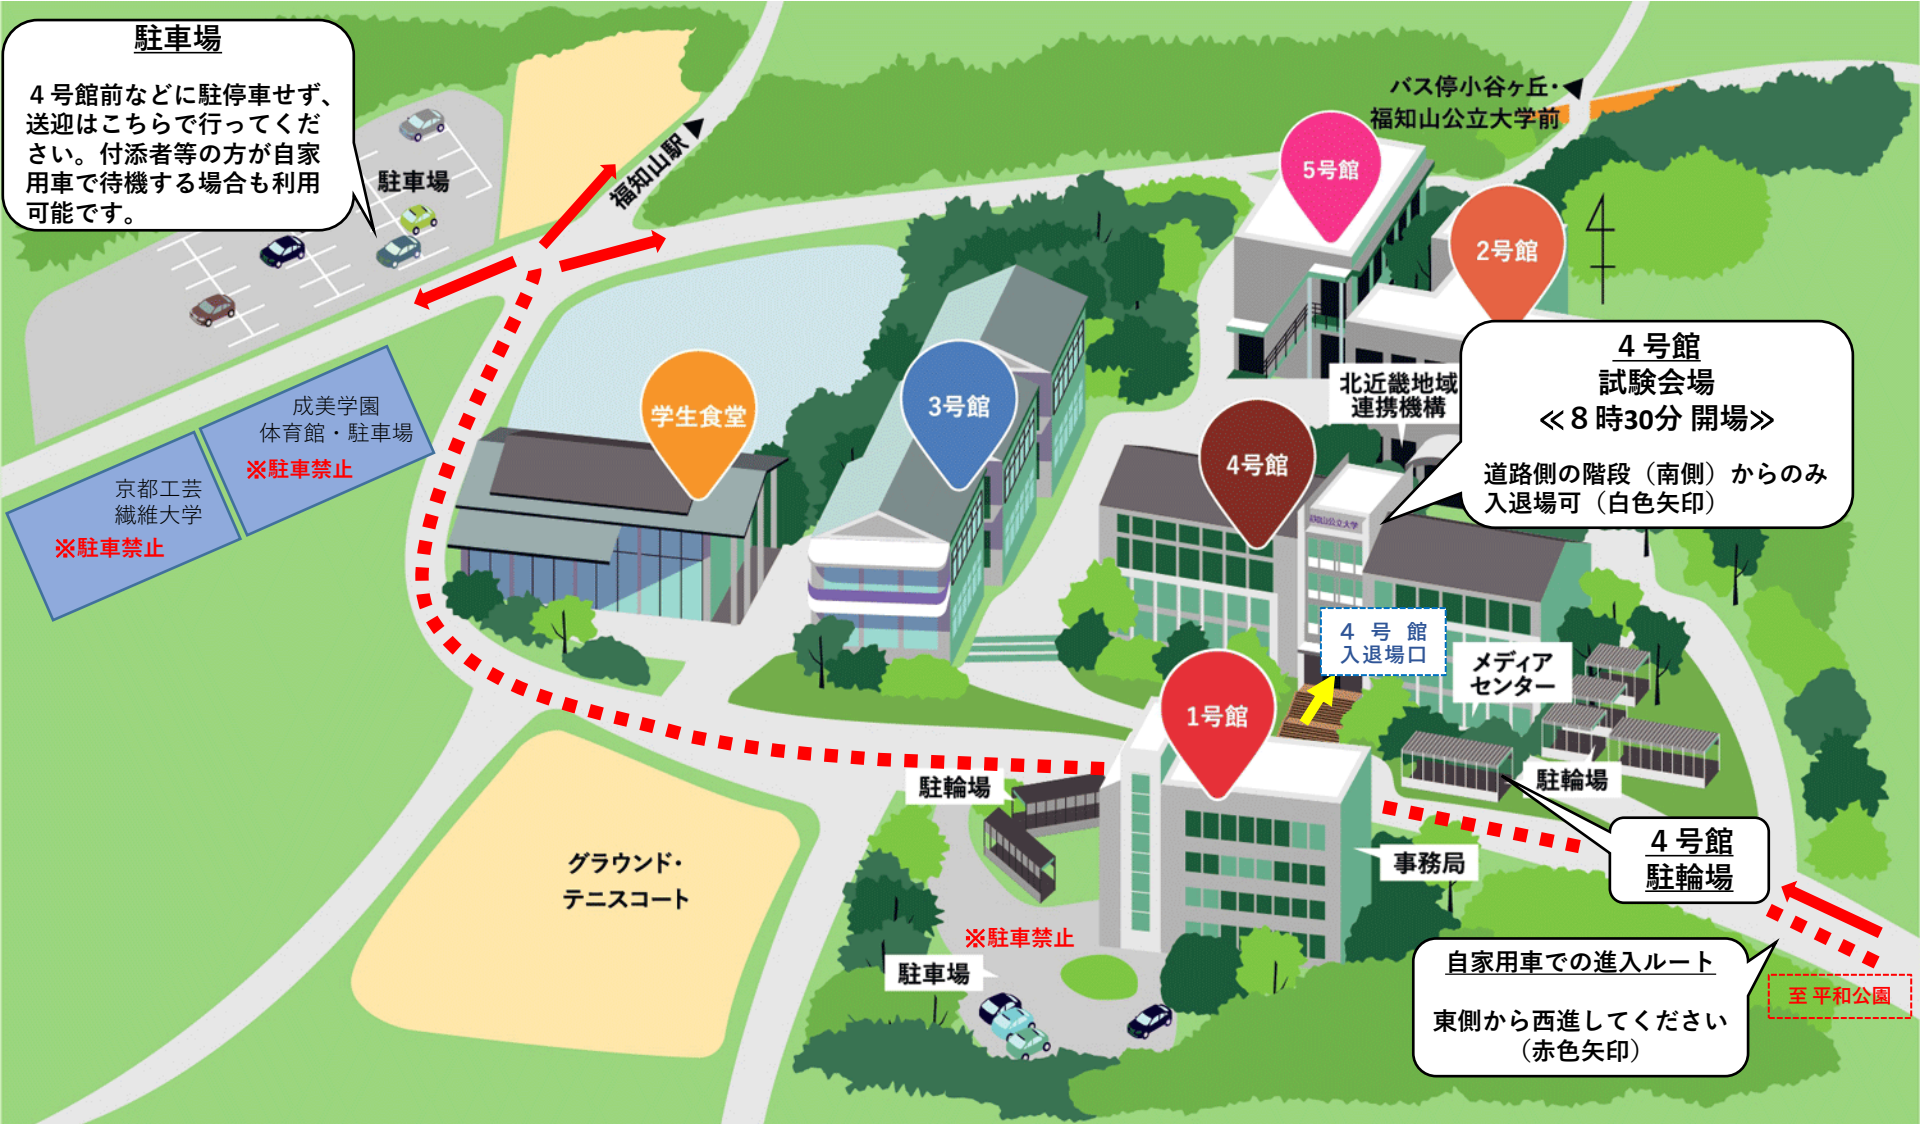 駐車場
４号館前などに駐停車せず、
送迎はこちらで行ってくだ
さい。付添者等の方が自家
用車で待機する場合も利用
可能です。
駐車場
福知山駅▶
バス停小谷ヶ丘・◀
福知山公立大学前
5号館
2号館
4
北近畿地域
連携機構
４号館
試験会場
≪８時30分 開場≫
道路側の階段（南側）からのみ
入退場可（白色矢印）
成美学園
体育館・駐車場
※駐車禁止
京都工芸
繊維大学
※駐車禁止
学生食堂
3号館
4号館
福知山公立大学
４号館
入退場口
メディア
センター
1号館
駐輪場
駐輪場
４号館
駐輪場
事務局
グラウンド・
テニスコート
※駐車禁止
駐車場
自家用車での進入ルート
東側から西進してください
（赤色矢印）
至 平和公園